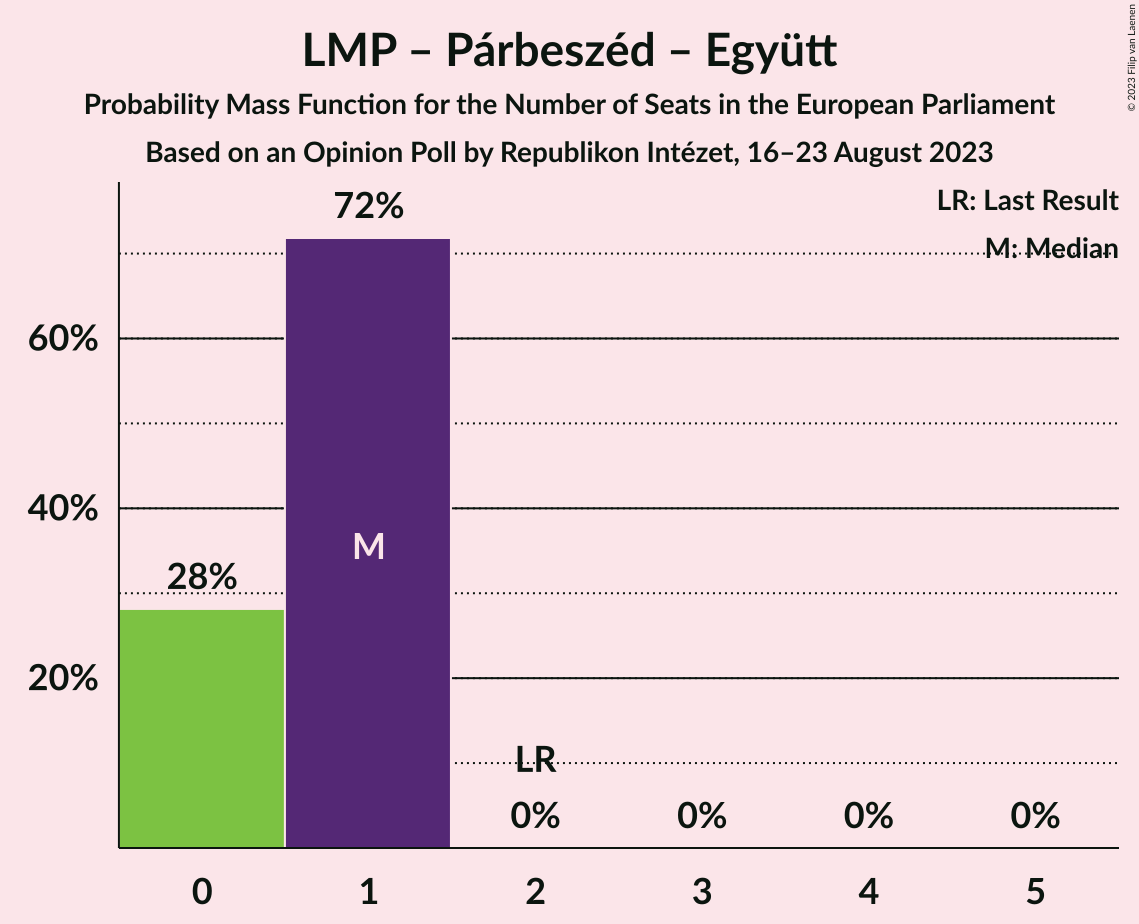 LMP – Párbeszéd – Együtt
Probability Mass Function for the Number of Seats in the European Parliament
Based on an Opinion Poll by Republikon Intézet, 16–23 August 2023
© 2023 Filip van Laenen
LR: Last Result
M: Median
72%
60%
40%
M
28%
20%
LR
0% 0% 0% 0%
0 1 2 3 4 5